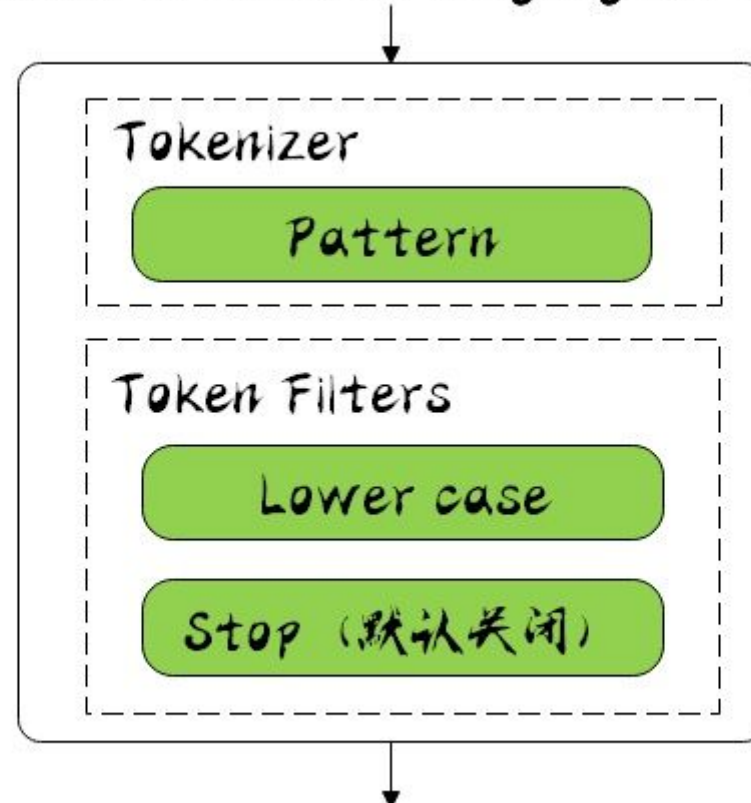 Tokenizer
Pattern
Token Filters
Lower case
Stop（默认关闭）